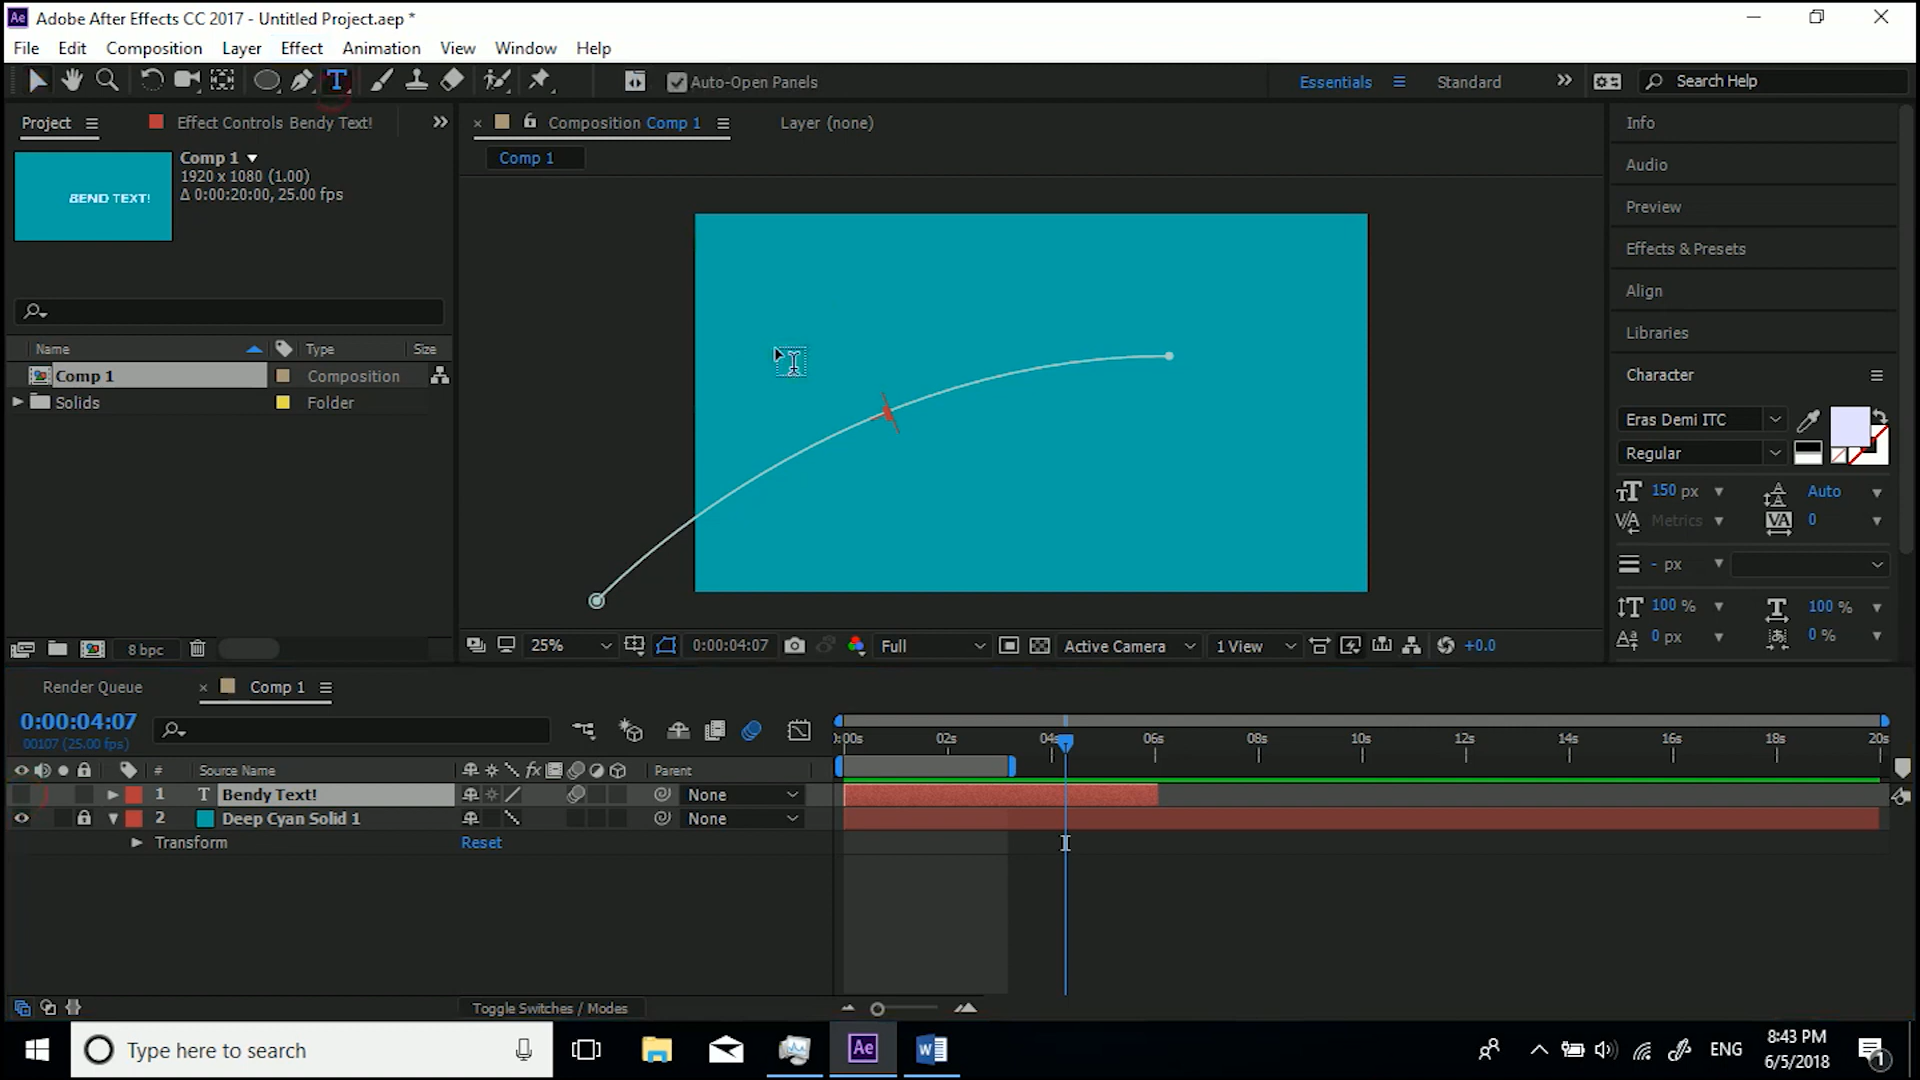 Ae Adobe After Effects CC 2017 - Untitled Project.aep *
File Edit Composition Layer Effect Animation View Window Help
T Auto-Open Panels Essentials Standard Search Help
Project Effect Controls Bendy Text! Composition Comp 1 Layer (none) Info
Comp 1
1920 x 1080 (1.00)
Δ 0:00:20:00, 25.00 fps
BEND TEXT!
Comp 1
Audio
Preview
Effects & Presets
Align
Libraries
Name Type Size
Comp 1 Composition
Solids Folder
Character
Eras Demi ITC
Regular
150 px Auto
Metrics 0
- px
100 % 100 %
0 px 0 %
8 bpc 25% 0:00:04:07 Full Active Camera 1 View +0.0
Render Queue Comp 1
0:00:04:07
00107 (25.00 fps)
):00s 02s 04s 06s 08s 10s 12s 14s 16s 18s 20s
# Source Name fx Parent
1 T Bendy Text! None
2 Deep Cyan Solid 1 None
Transform Reset
Toggle Switches / Modes
Type here to search Ae W ENG 8:43 PM
6/5/2018
1